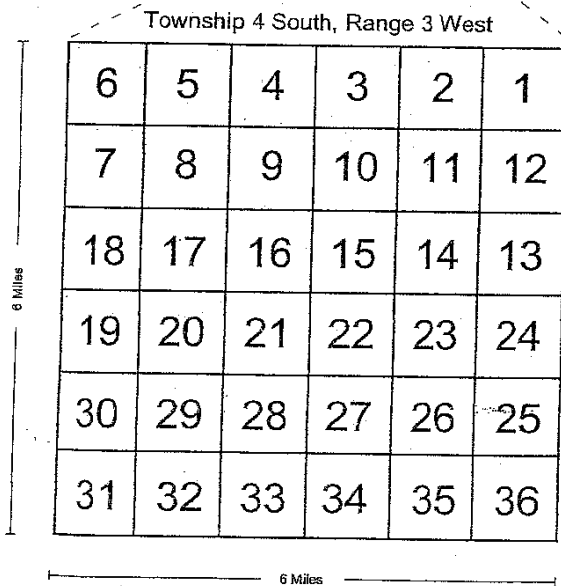 Township 4 South, Range 3 West
6 5 4 3 2 1
7 8 9 10 11 12
18 17 16 15 14 13
6 Miles
19 20 21 22 23 24
30 29 28 27 26 25
31 32 33 34 35 36
6 Miles